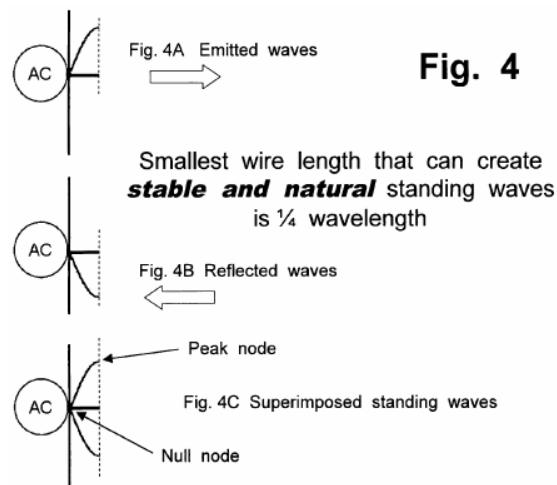 Fig. 4A Emitted waves
Fig. 4
AC
Smallest wire length that can create
stable and natural standing waves
is ¼ wavelength
AC
Fig. 4B Reflected waves
Peak node
AC
Fig. 4C Superimposed standing waves
Null node